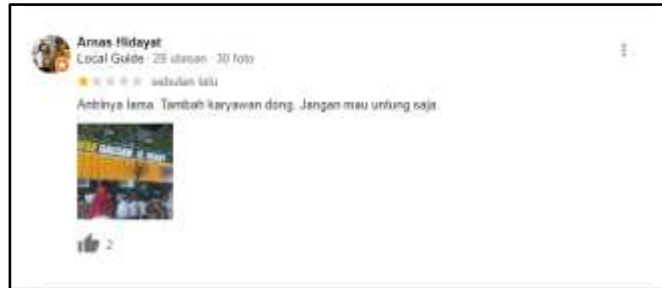 Arnas Hidayat
Local Guide · 29 ulasan · 30 foto
sebulan lalu
Antrinya lama. Tambah karyawan dong. Jangan mau untung saja.
2